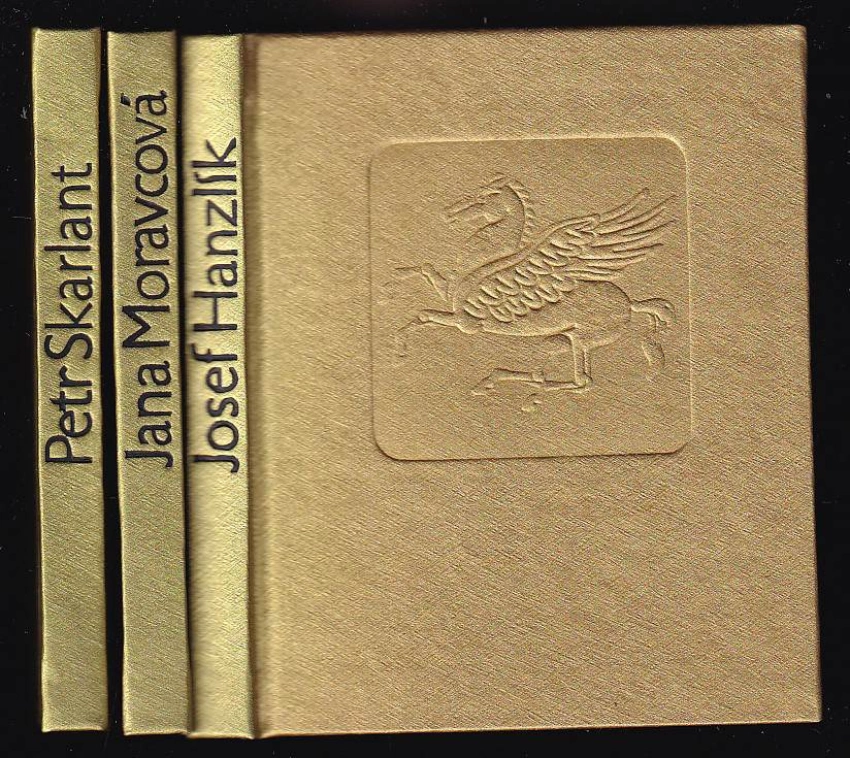 Petr Skarlant
Jana Moravcová
Josef Hanzlík